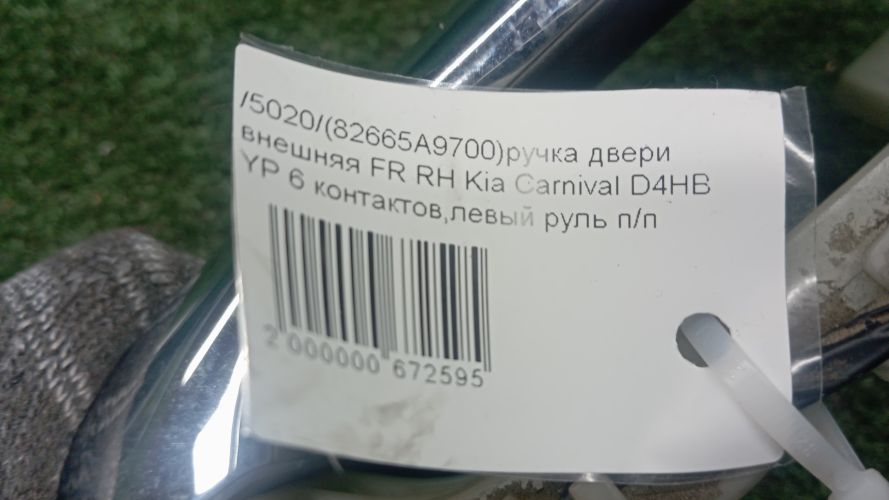 /5020/(82665A9700)ручка двери
внешняя FR RH Kia Carnival D4HB
YP 6 контактов,левый руль п/п
2 000000 672595